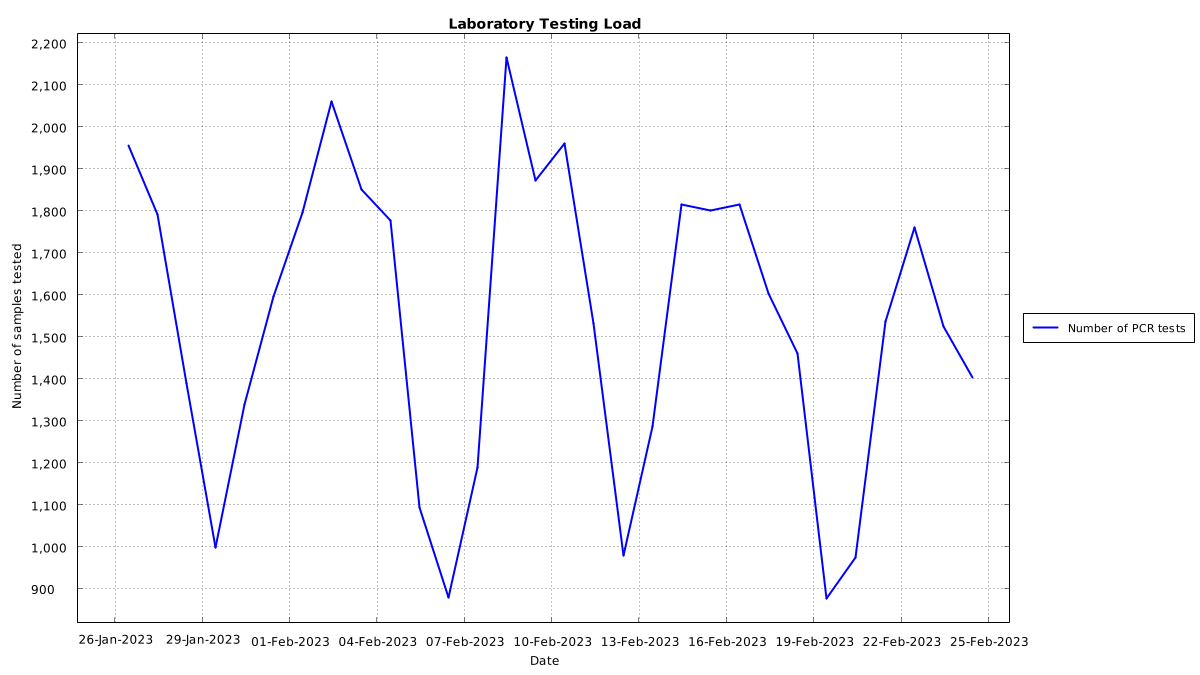 Laboratory Testing Load
Number of samples tested
2,200
2,100
2,000
1,900
1,800
1,700
1,600
1,500
1,400
1,300
1,200
1,100
1,000
900
26-Jan-2023 29-Jan-2023 01-Feb-2023 04-Feb-2023 07-Feb-2023 10-Feb-2023 13-Feb-2023 16-Feb-2023 19-Feb-2023 22-Feb-2023 25-Feb-2023
Date
Number of PCR tests